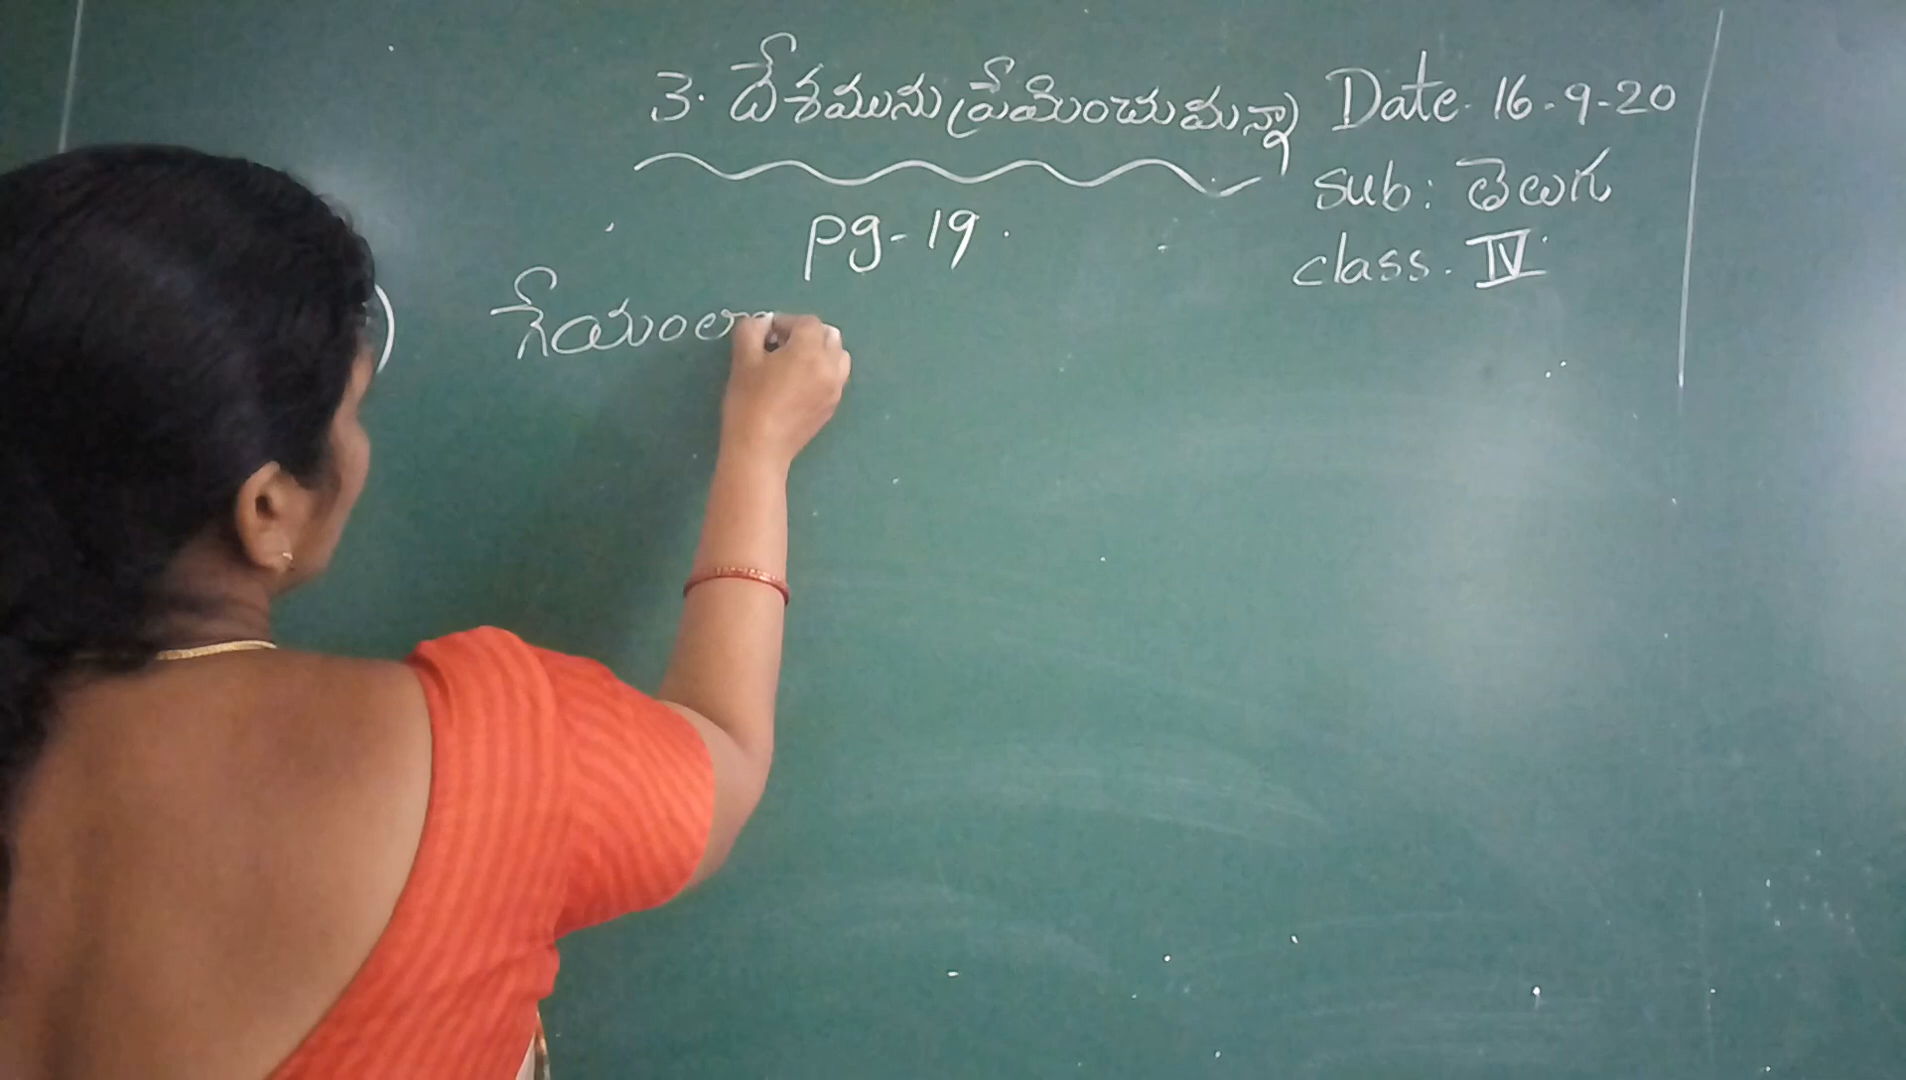 3. దేశమును ప్రేమించుమన్నా Date. 16-9-20
sub: తెలుగు
pg-19.
class. IV
) గేయంలా